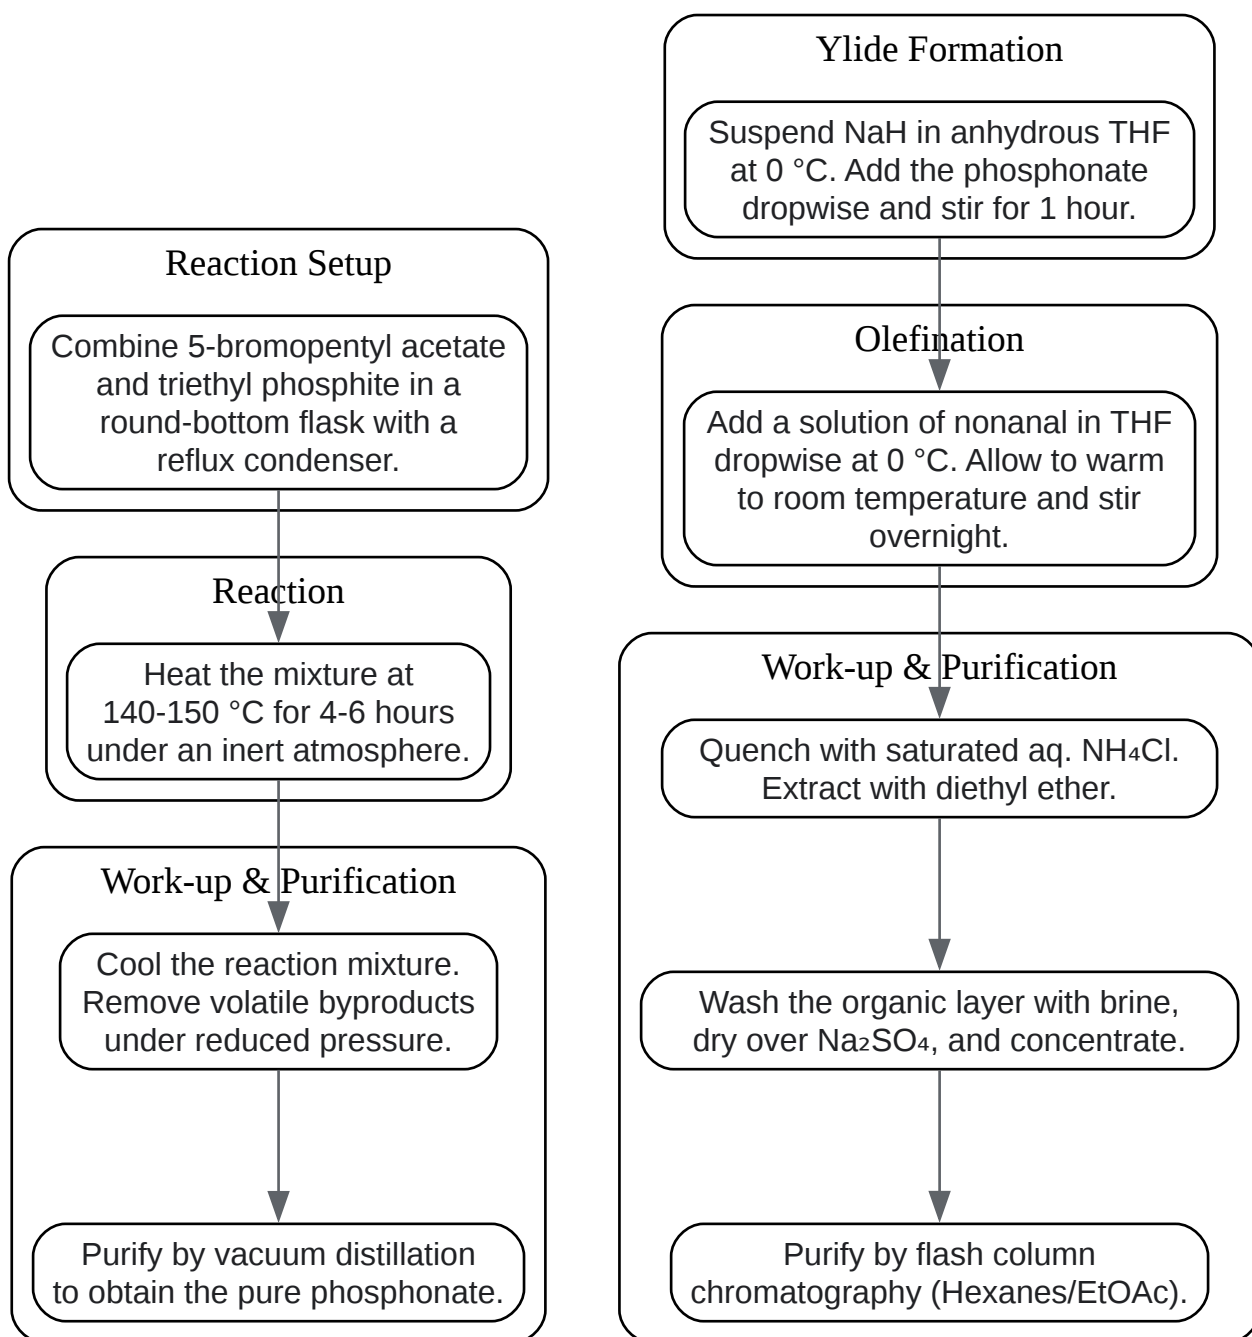 Reaction Setup
Combine 5-bromopentyl acetate
and triethyl phosphite in a
round-bottom flask with a
reflux condenser.
Reaction
Heat the mixture at
140-150 °C for 4-6 hours
under an inert atmosphere.
Work-up & Purification
Cool the reaction mixture.
Remove volatile byproducts
under reduced pressure.
Purify by vacuum distillation
to obtain the pure phosphonate.
Ylide Formation
Suspend NaH in anhydrous THF
at 0 °C. Add the phosphonate
dropwise and stir for 1 hour.
Olefination
Add a solution of nonanal in THF
dropwise at 0 °C. Allow to warm
to room temperature and stir
overnight.
Work-up & Purification
Quench with saturated aq. NH₄Cl.
Extract with diethyl ether.
Wash the organic layer with brine,
dry over Na₂SO₄, and concentrate.
Purify by flash column
chromatography (Hexanes/EtOAc).